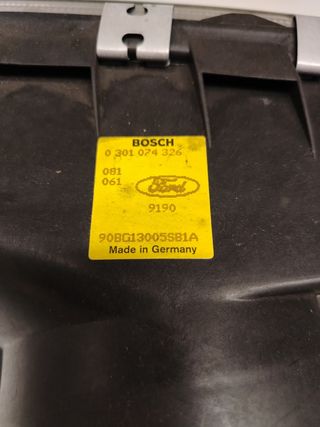 BOSCH
0 301 074 326
081
061
Ford
9190
90BG13005SB1A
Made in Germany